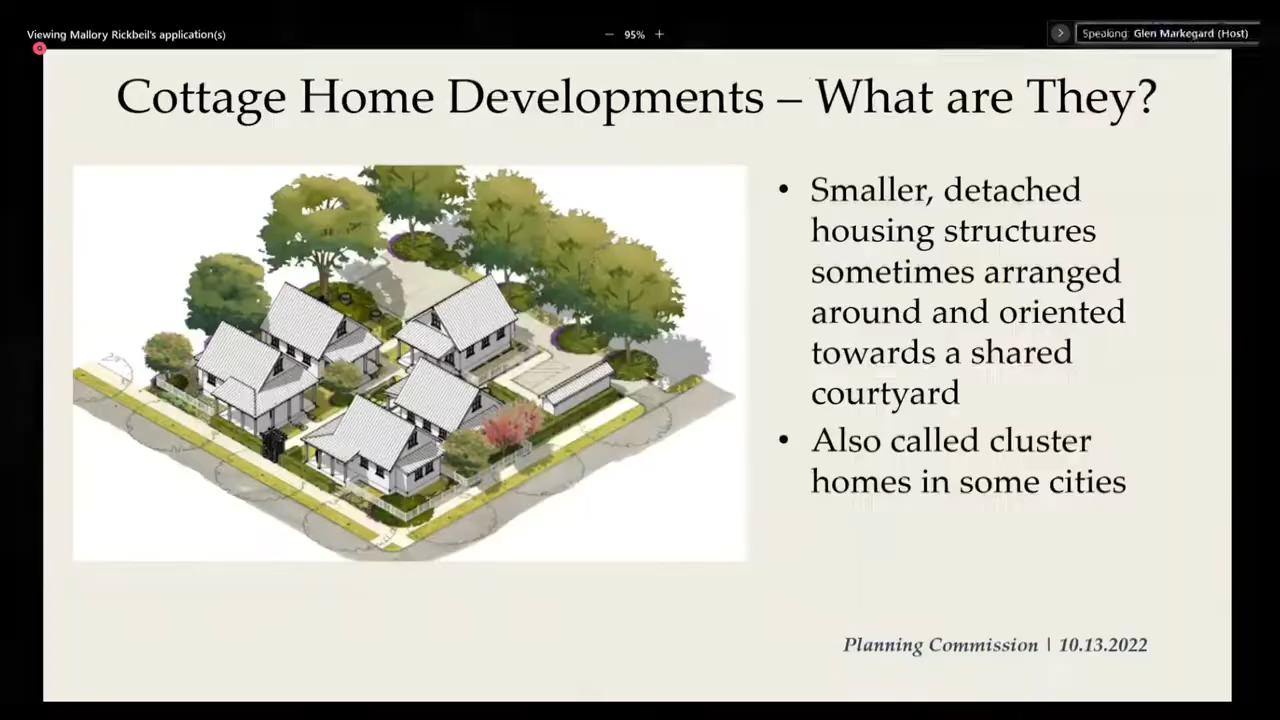 Viewing Mallory Rickbeil's application(s)
− 95% +
Speaking: Glen Markegard (Host)
Cottage Home Developments – What are They?
• Smaller, detached
housing structures
sometimes arranged
around and oriented
towards a shared
courtyard
• Also called cluster
homes in some cities
Planning Commission | 10.13.2022